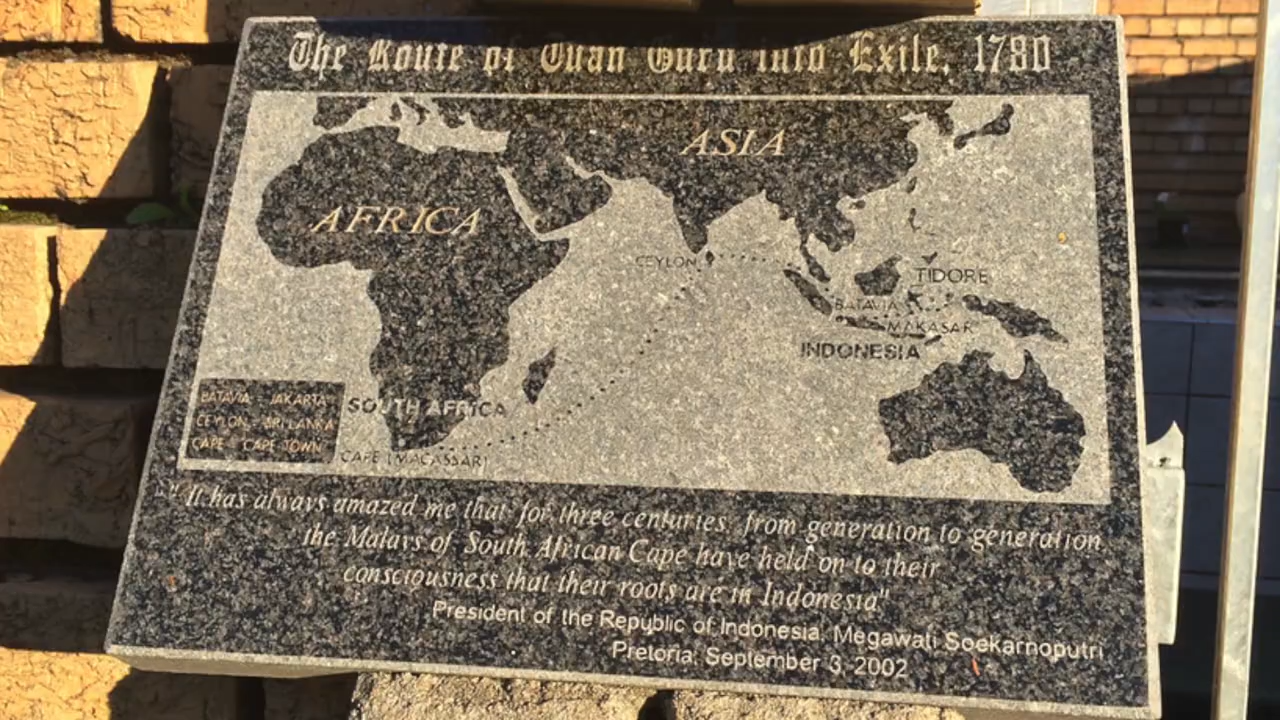 The Route of Tuan Guru into Exile, 1780
ASIA
AFRICA
CEYLON
TIDORE
BATAVIA
MAKASAR
INDONESIA
BATAVIA - JAKARTA
CEYLON - SRI LANKA
CAPE - CAPE TOWN
SOUTH AFRICA
CAPE (MACASSAR)
"It has always amazed me that for three centuries, from generation to generation
the Malays of South African Cape have held on to their
consciousness that their roots are in Indonesia"
President of the Republic of Indonesia, Megawati Soekarnoputri
Pretoria, September 3, 2002